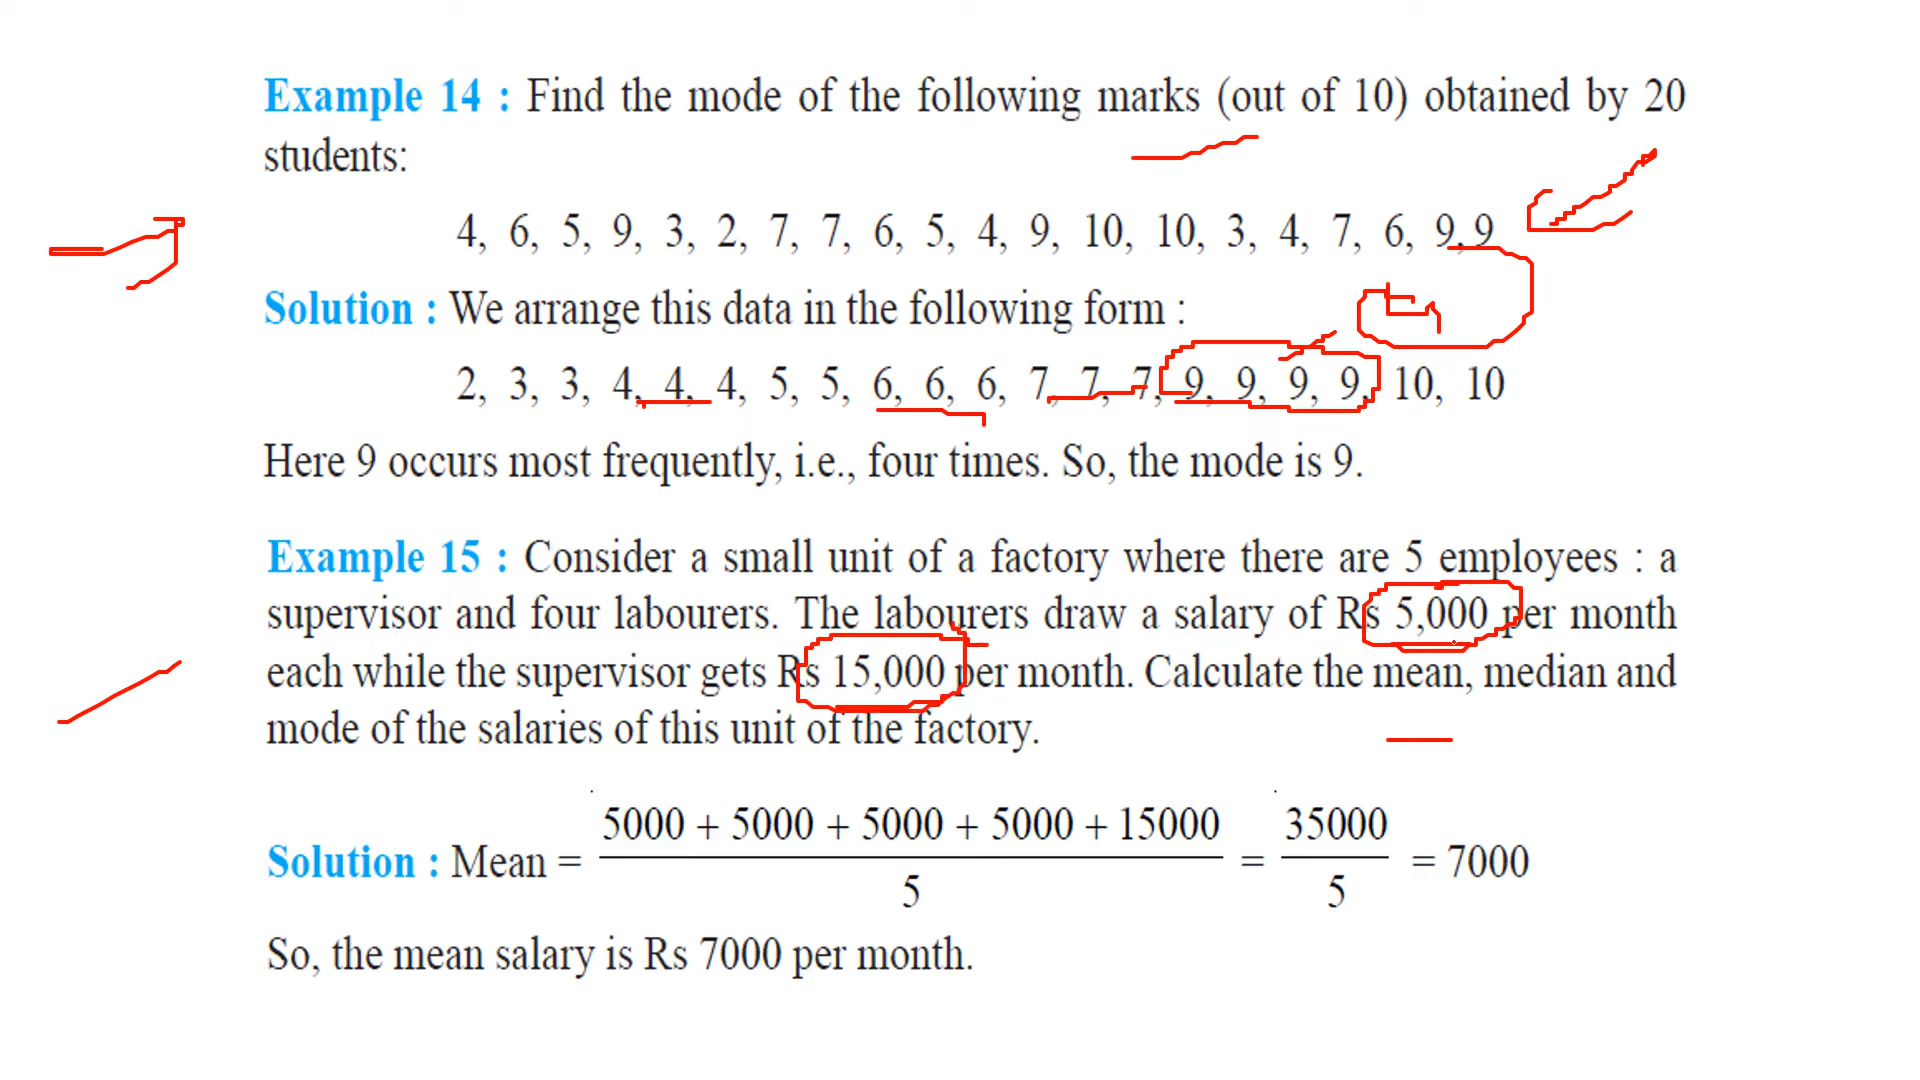 Example 14 : Find the mode of the following marks (out of 10) obtained by 20
students:
4, 6, 5, 9, 3, 2, 7, 7, 6, 5, 4, 9, 10, 10, 3, 4, 7, 6, 9, 9
Solution : We arrange this data in the following form :
2, 3, 3, 4, 4, 4, 5, 5, 6, 6, 6, 7, 7, 7, 9, 9, 9, 9, 10, 10
Here 9 occurs most frequently, i.e., four times. So, the mode is 9.
Example 15 : Consider a small unit of a factory where there are 5 employees : a
supervisor and four labourers. The labourers draw a salary of Rs 5,000 per month
each while the supervisor gets Rs 15,000 per month. Calculate the mean, median and
mode of the salaries of this unit of the factory.
5000 + 5000 + 5000 + 5000 + 15000 35000
Solution : Mean = = = 7000
5 5
So, the mean salary is Rs 7000 per month.